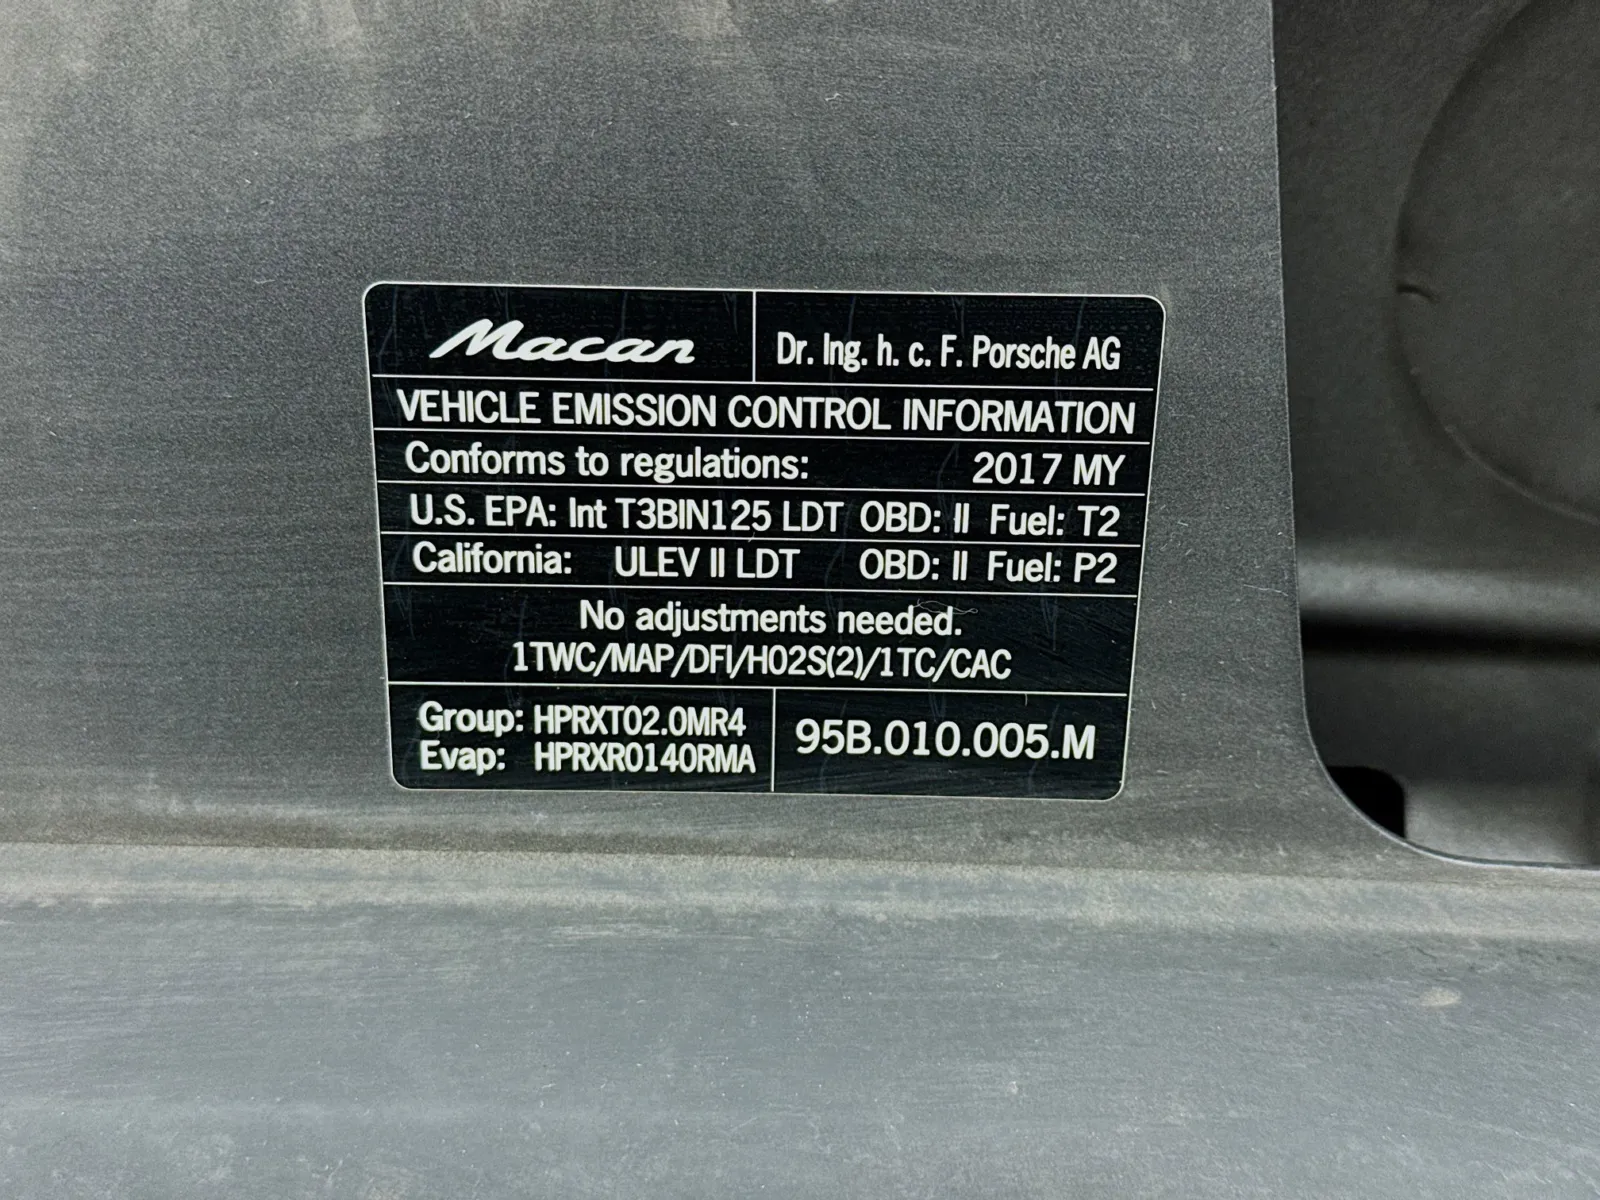 Macan Dr. Ing. h. c. F. Porsche AG
VEHICLE EMISSION CONTROL INFORMATION
Conforms to regulations: 2017 MY
U.S. EPA: Int T3BIN125 LDT OBD: II Fuel: T2
California: ULEV II LDT OBD: II Fuel: P2
No adjustments needed.
1TWC/MAP/DFI/HO2S(2)/1TC/CAC
Group: HPRXT02.0MR4
Evap: HPRXR0140RMA
95B.010.005.M